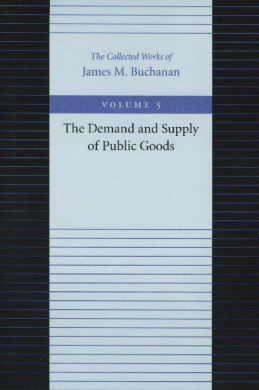 The Collected Works of
James M. Buchanan
VOLUME 5
The Demand and Supply
of Public Goods